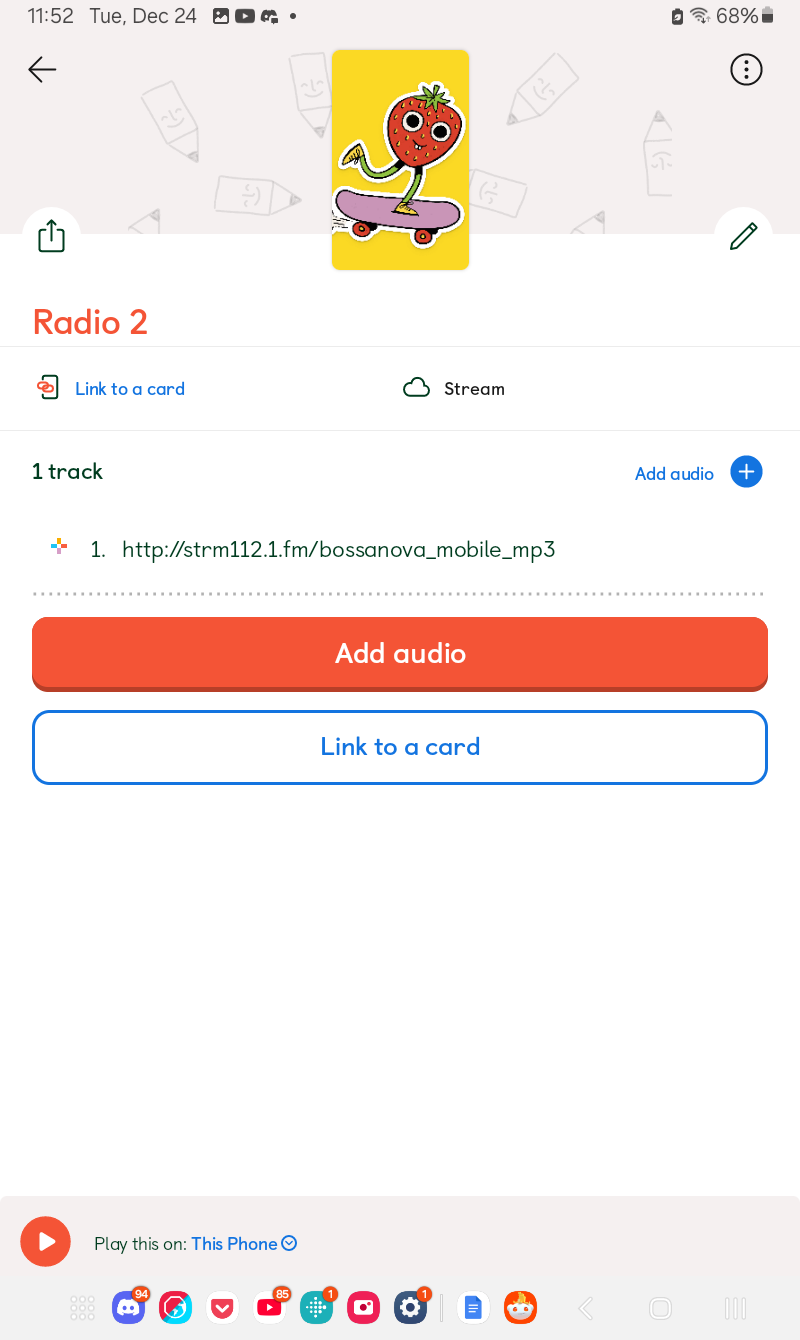 11:52 Tue, Dec 24 68%
Radio 2
Link to a card Stream
1 track Add audio
1. http://strm112.1.fm/bossanova_mobile_mp3
Add audio
Link to a card
Play this on: This Phone
94 85 1 1